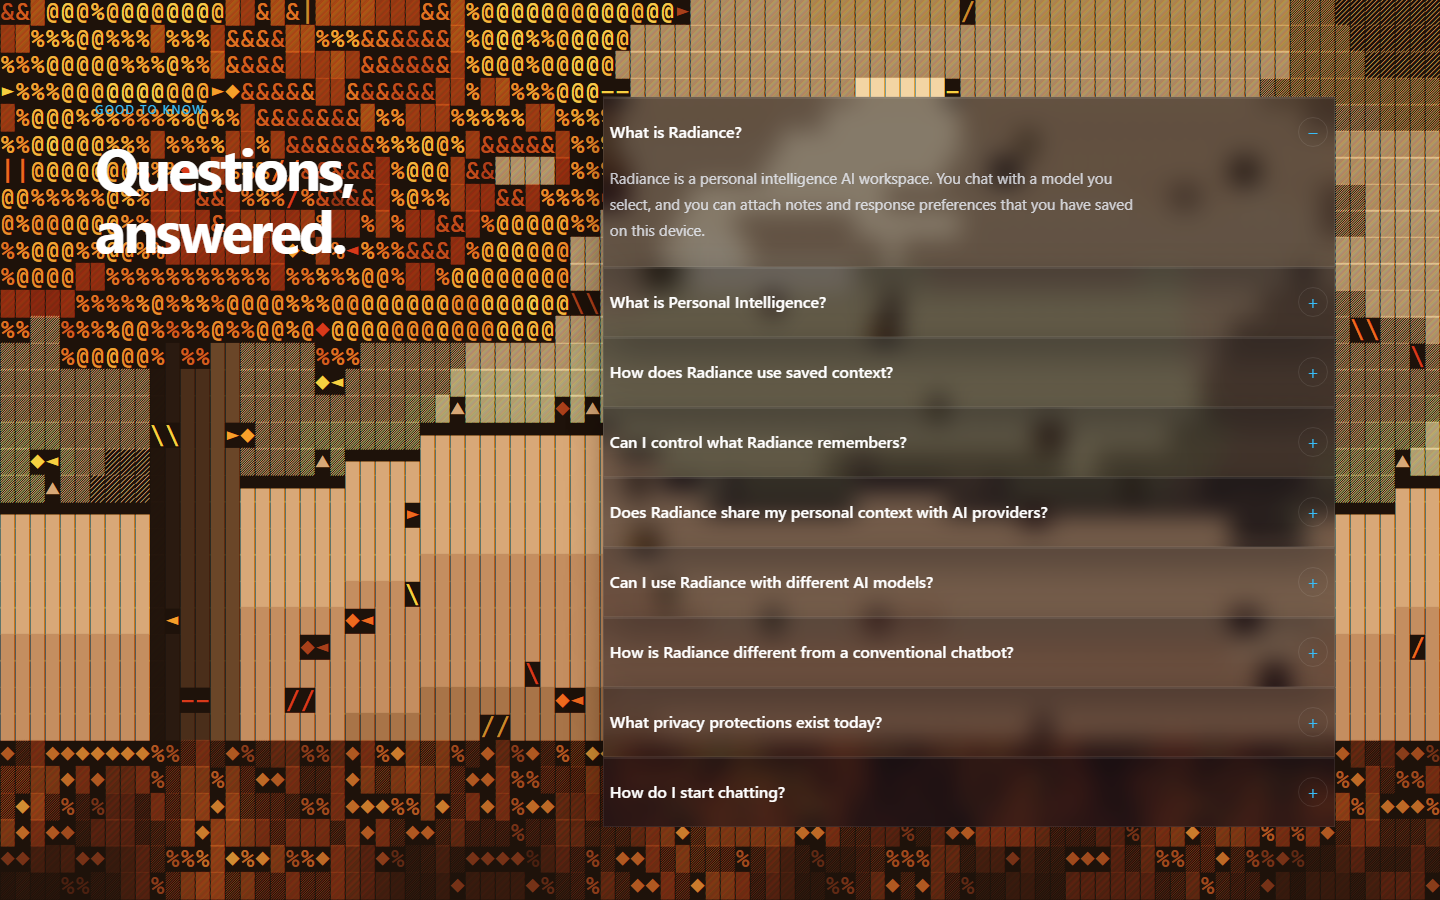 GOOD TO KNOW
Questions,
answered.
What is Radiance?
Radiance is a personal intelligence AI workspace. You chat with a model you
select, and you can attach notes and response preferences that you have saved
on this device.
What is Personal Intelligence?
How does Radiance use saved context?
Can I control what Radiance remembers?
Does Radiance share my personal context with AI providers?
Can I use Radiance with different AI models?
How is Radiance different from a conventional chatbot?
What privacy protections exist today?
How do I start chatting?